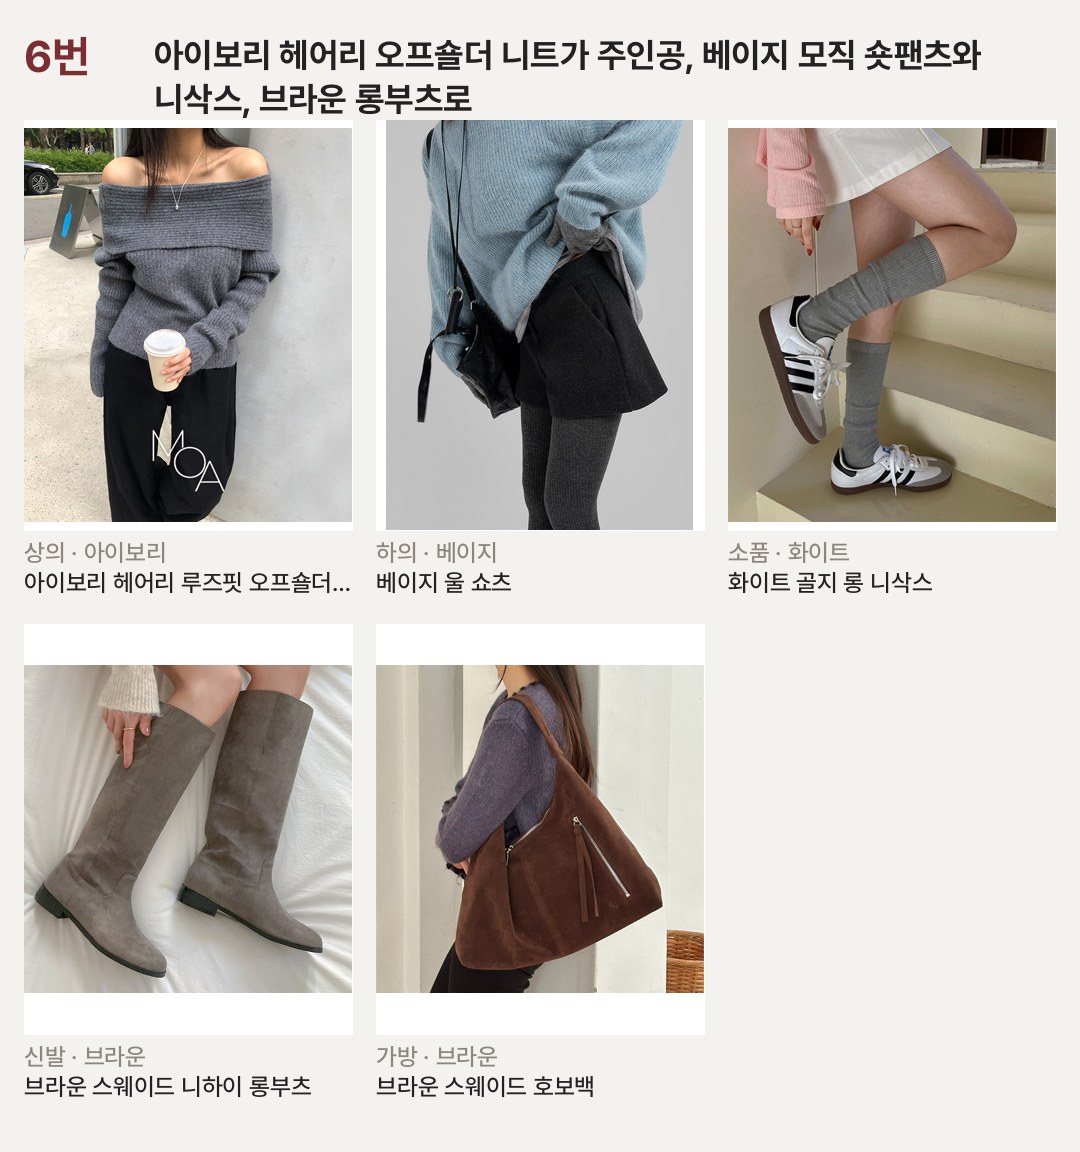 6번
아이보리 헤어리 오프숄더 니트가 주인공, 베이지 모직 숏팬츠와
니삭스, 브라운 롱부츠로
MOA
상의 · 아이보리
아이보리 헤어리 루즈핏 오프숄더...
하의 · 베이지
베이지 울 쇼츠
소품 · 화이트
화이트 골지 롱 니삭스
신발 · 브라운
브라운 스웨이드 니하이 롱부츠
가방 · 브라운
브라운 스웨이드 호보백